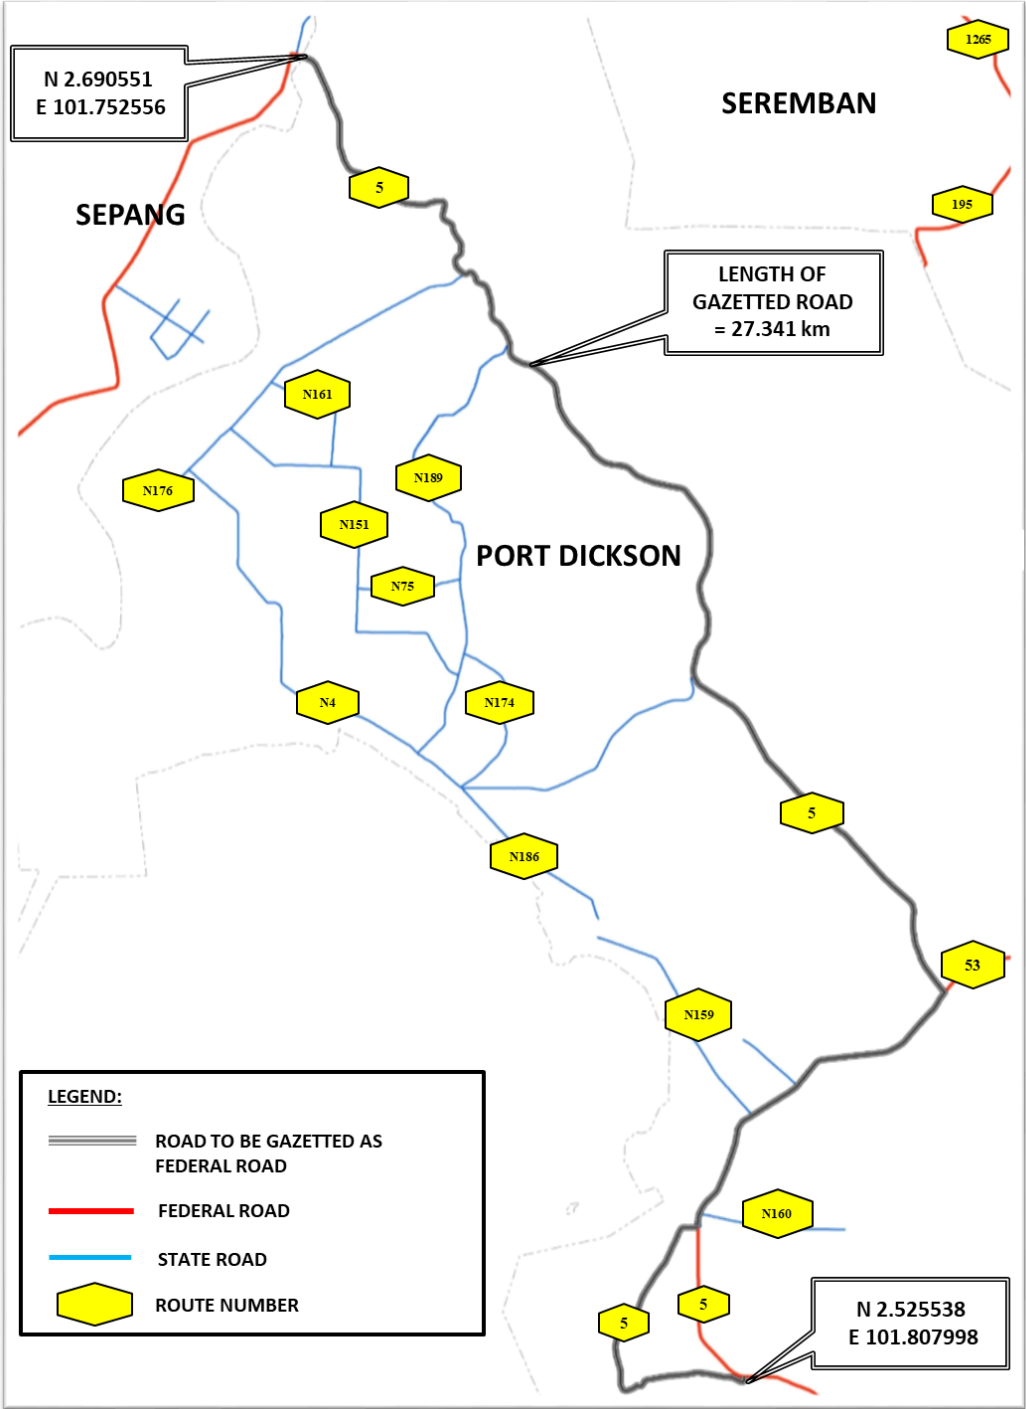 1265
N 2.690551
E 101.752556
SEREMBAN
5
195
SEPANG
LENGTH OF
GAZETTED ROAD
= 27.341 km
N161
N189
N176
N151
PORT DICKSON
N75
N4
N174
5
N186
53
N159
LEGEND:
ROAD TO BE GAZETTED AS
FEDERAL ROAD
FEDERAL ROAD
STATE ROAD
ROUTE NUMBER
N160
5
5
N 2.525538
E 101.807998